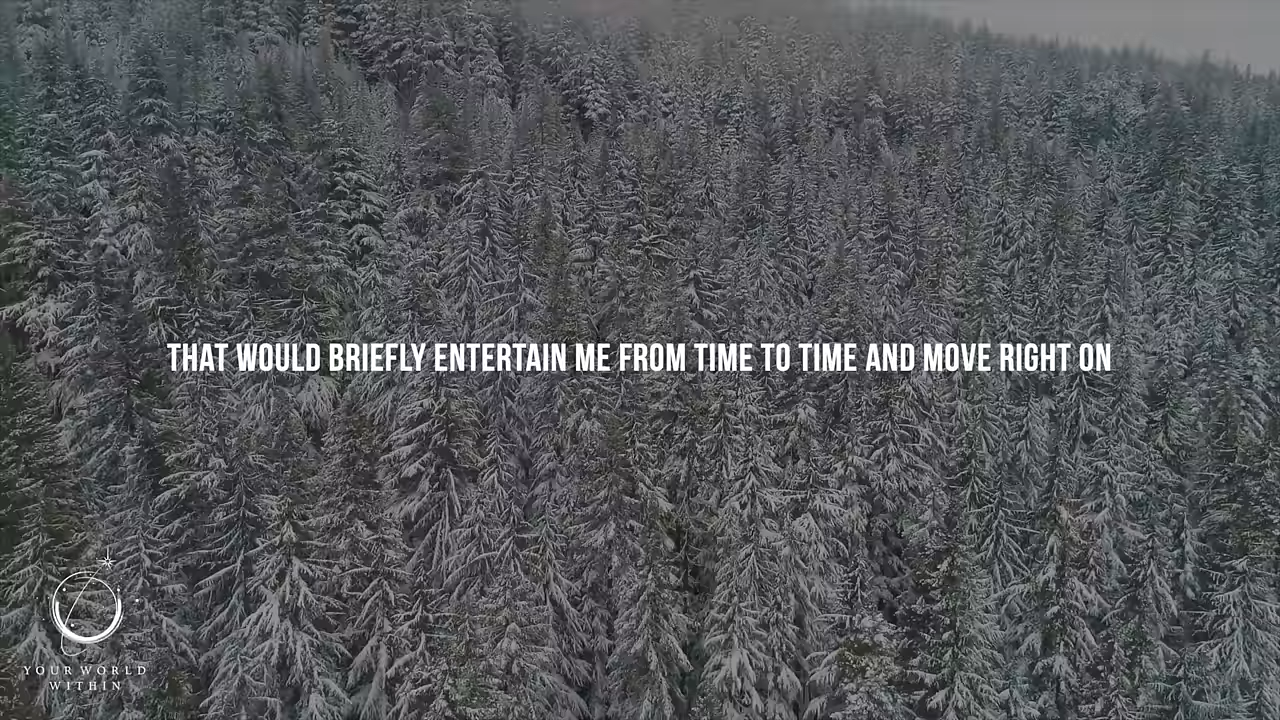 THAT WOULD BRIEFLY ENTERTAIN ME FROM TIME TO TIME AND MOVE RIGHT ON
YOUR WORLD
WITHIN